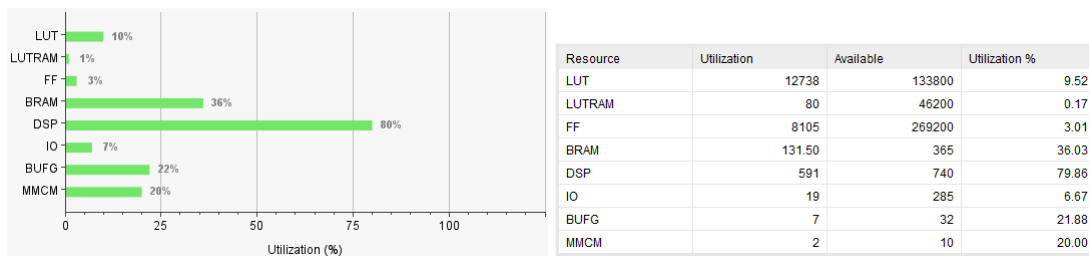 LUT 10%
LUTRAM 1%
FF 3%
BRAM 36%
DSP 80%
IO 7%
BUFG 22%
MMCM 20%
0 25 50 75 100
Utilization (%)
Resource Utilization Available Utilization %
LUT 12738 133800 9.52
LUTRAM 80 46200 0.17
FF 8105 269200 3.01
BRAM 131.50 365 36.03
DSP 591 740 79.86
IO 19 285 6.67
BUFG 7 32 21.88
MMCM 2 10 20.00